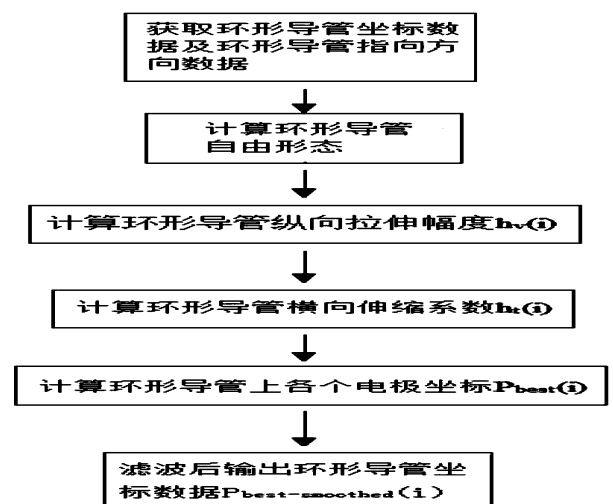 获取环形导管坐标数
据及环形导管指向方
向数据
计算环形导管
自由形态
计算环形导管纵向拉伸幅度hv(i)
计算环形导管横向伸缩系数ht(i)
计算环形导管上各个电极坐标Pbest(i)
滤波后输出环形导管坐
标数据Pbest-smoothed(i)